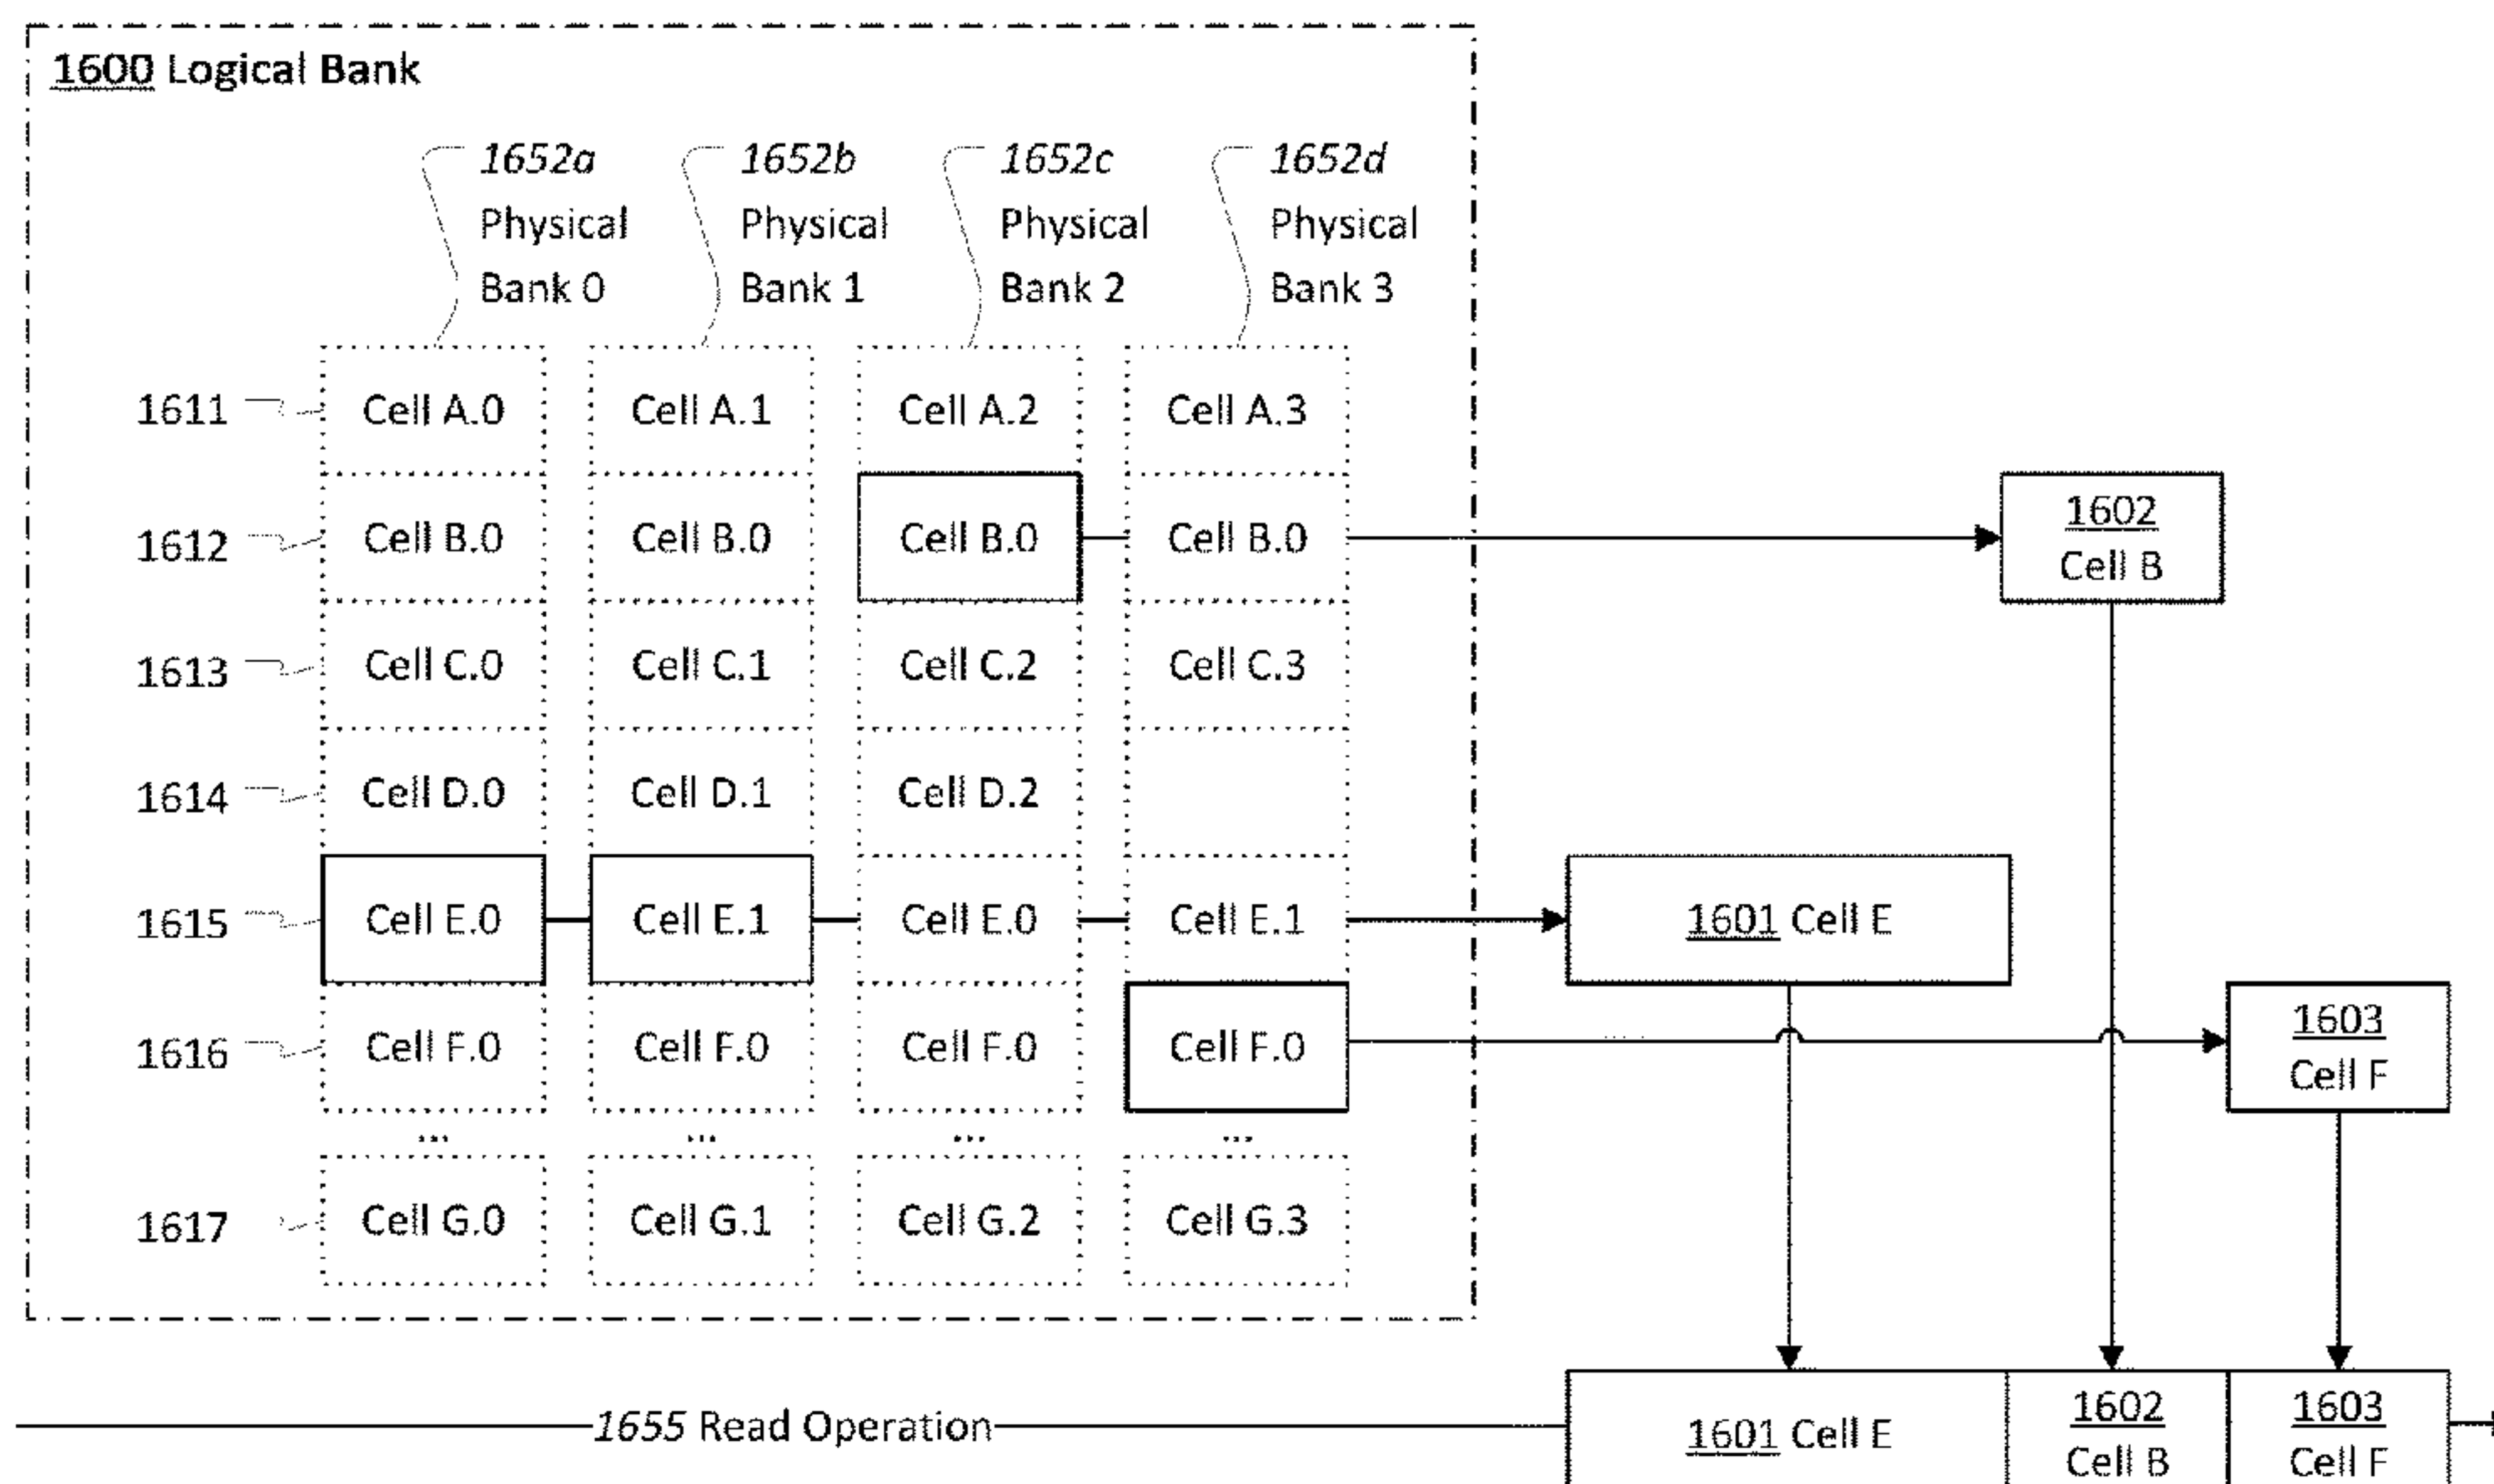 1600 Logical Bank
1652a 1652b 1652c 1652d
Physical Physical Physical Physical
Bank 0 Bank 1 Bank 2 Bank 3
1611 Cell A.0 Cell A.1 Cell A.2 Cell A.3
1612 Cell B.0 Cell B.0 Cell B.0 Cell B.0
1602
Cell B
1613 Cell C.0 Cell C.1 Cell C.2 Cell C.3
1614 Cell D.0 Cell D.1 Cell D.2
1615 Cell E.0 Cell E.1 Cell E.0 Cell E.1 1601 Cell E
1616 Cell F.0 Cell F.0 Cell F.0 Cell F.0
1603
Cell F
... ... ... ...
1617 Cell G.0 Cell G.1 Cell G.2 Cell G.3
1655 Read Operation
1601 Cell E
1602
Cell B
1603
Cell F